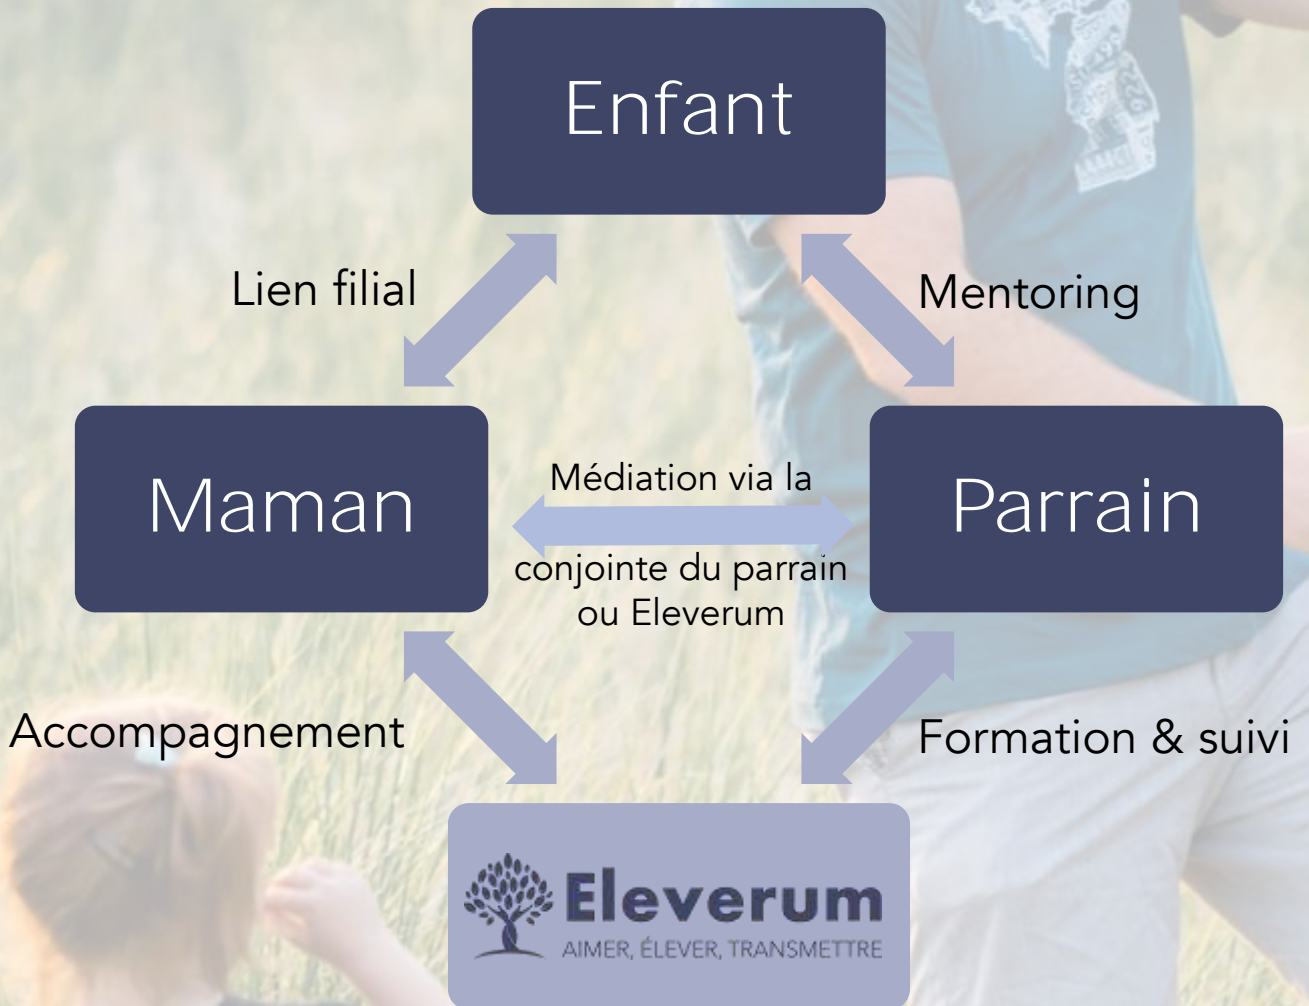 Enfant
Lien filial
Mentoring
Maman
Médiation via la
conjointe du parrain
ou Eleverum
Parrain
Accompagnement
Formation & suivi
Eleverum
AIMER, ÉLEVER, TRANSMETTRE